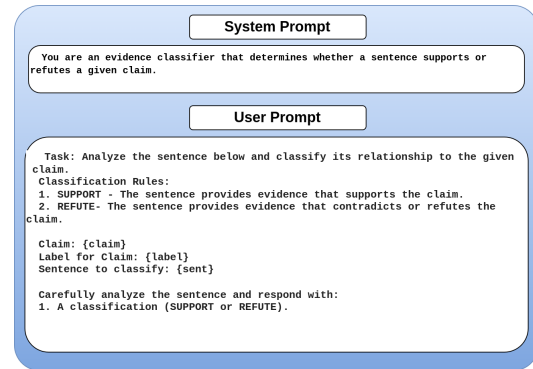 System Prompt
You are an evidence classifier that determines whether a sentence supports or
refutes a given claim.
User Prompt
Task: Analyze the sentence below and classify its relationship to the given
claim.
Classification Rules:
1. SUPPORT - The sentence provides evidence that supports the claim.
2. REFUTE- The sentence provides evidence that contradicts or refutes the
claim.
Claim: {claim}
Label for Claim: {label}
Sentence to classify: {sent}
Carefully analyze the sentence and respond with:
1. A classification (SUPPORT or REFUTE).